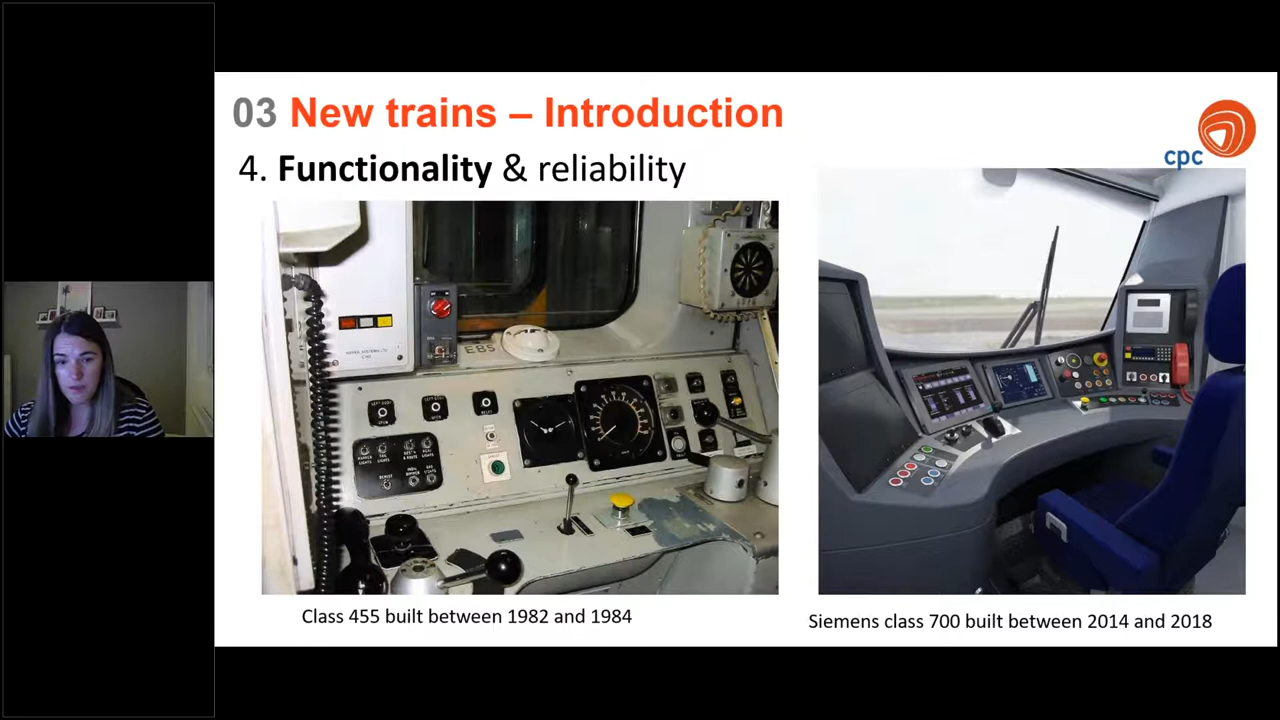 03 New trains – Introduction
cpc
4. Functionality & reliability
EBS
Class 455 built between 1982 and 1984
Siemens class 700 built between 2014 and 2018